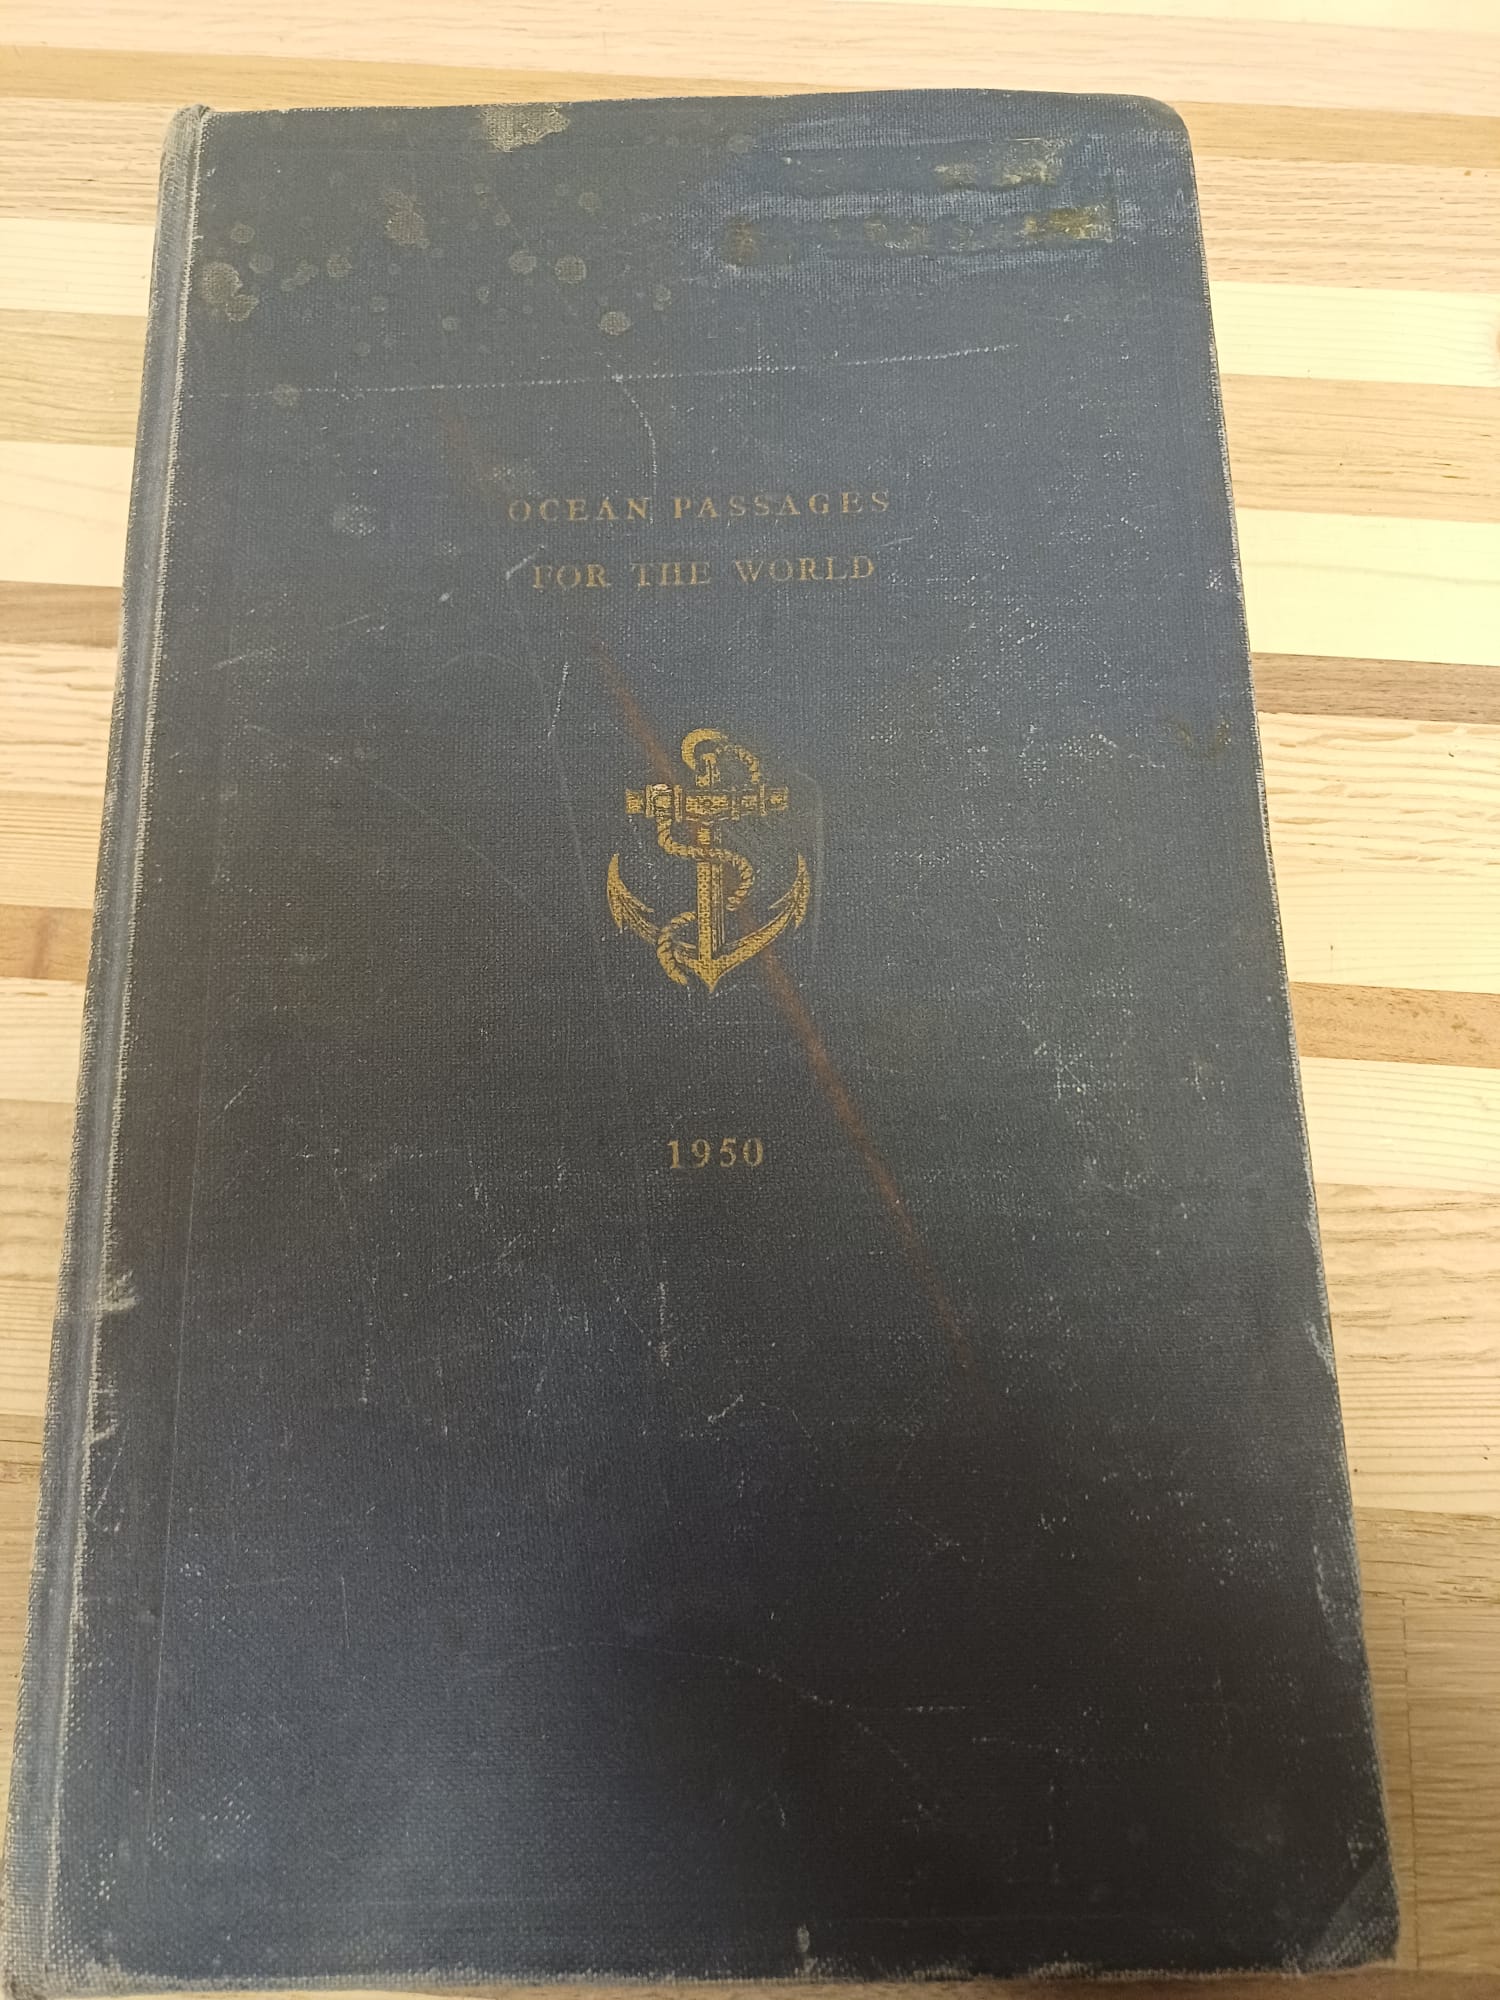 OCEAN PASSAGES
FOR THE WORLD
1950